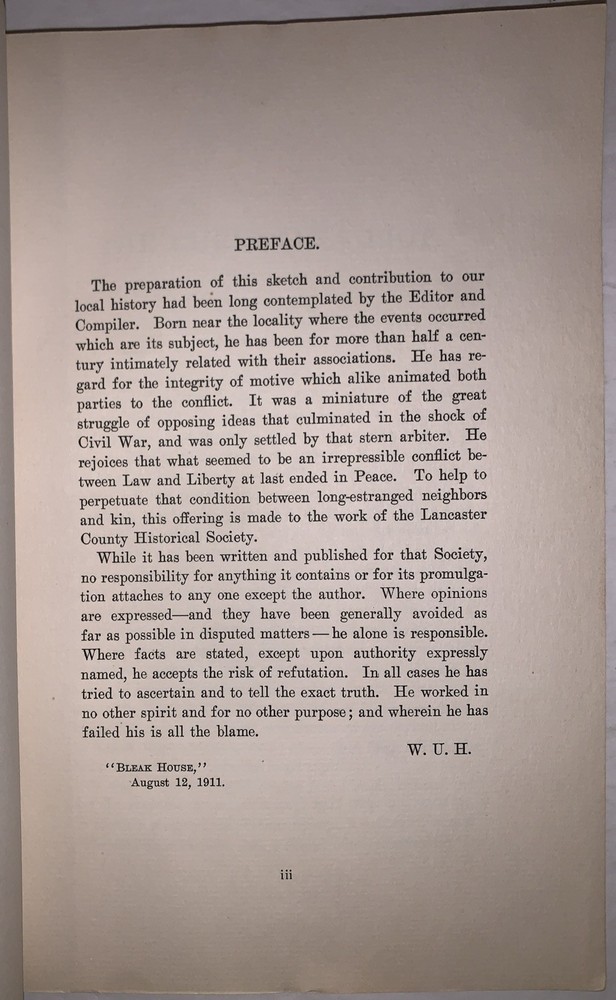 PREFACE.
The preparation of this sketch and contribution to our
local history had been long contemplated by the Editor and
Compiler. Born near the locality where the events occurred
which are its subject, he has been for more than half a cen-
tury intimately related with their associations. He has re-
gard for the integrity of motive which alike animated both
parties to the conflict. It was a miniature of the great
struggle of opposing ideas that culminated in the shock of
Civil War, and was only settled by that stern arbiter. He
rejoices that what seemed to be an irrepressible conflict be-
tween Law and Liberty at last ended in Peace. To help to
perpetuate that condition between long-estranged neighbors
and kin, this offering is made to the work of the Lancaster
County Historical Society.
While it has been written and published for that Society,
no responsibility for anything it contains or for its promulga-
tion attaches to any one except the author. Where opinions
are expressed—and they have been generally avoided as
far as possible in disputed matters—he alone is responsible.
Where facts are stated, except upon authority expressly
named, he accepts the risk of refutation. In all cases he has
tried to ascertain and to tell the exact truth. He worked in
no other spirit and for no other purpose; and wherein he has
failed his is all the blame.
W. U. H.
"BLEAK HOUSE,"
August 12, 1911.
iii